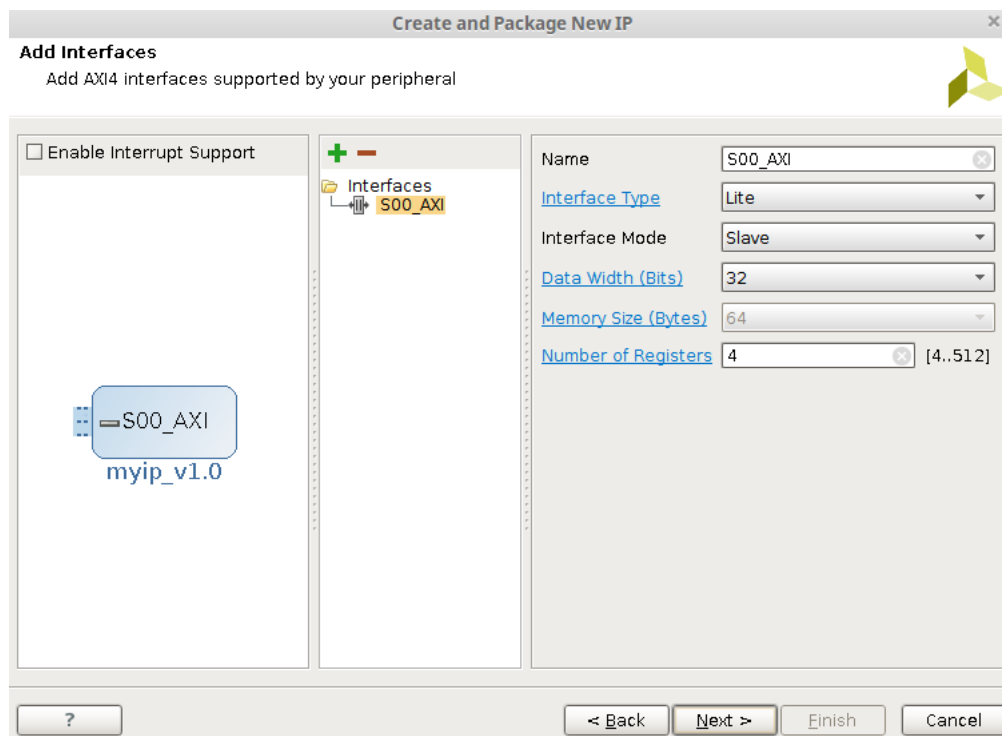 Create and Package New IP
Add Interfaces
Add AXI4 interfaces supported by your peripheral
Enable Interrupt Support
S00_AXI
myip_v1.0
Interfaces
S00_AXI
Name S00_AXI
Interface Type Lite
Interface Mode Slave
Data Width (Bits) 32
Memory Size (Bytes) 64
Number of Registers 4 [4..512]
? < Back Next > Finish Cancel